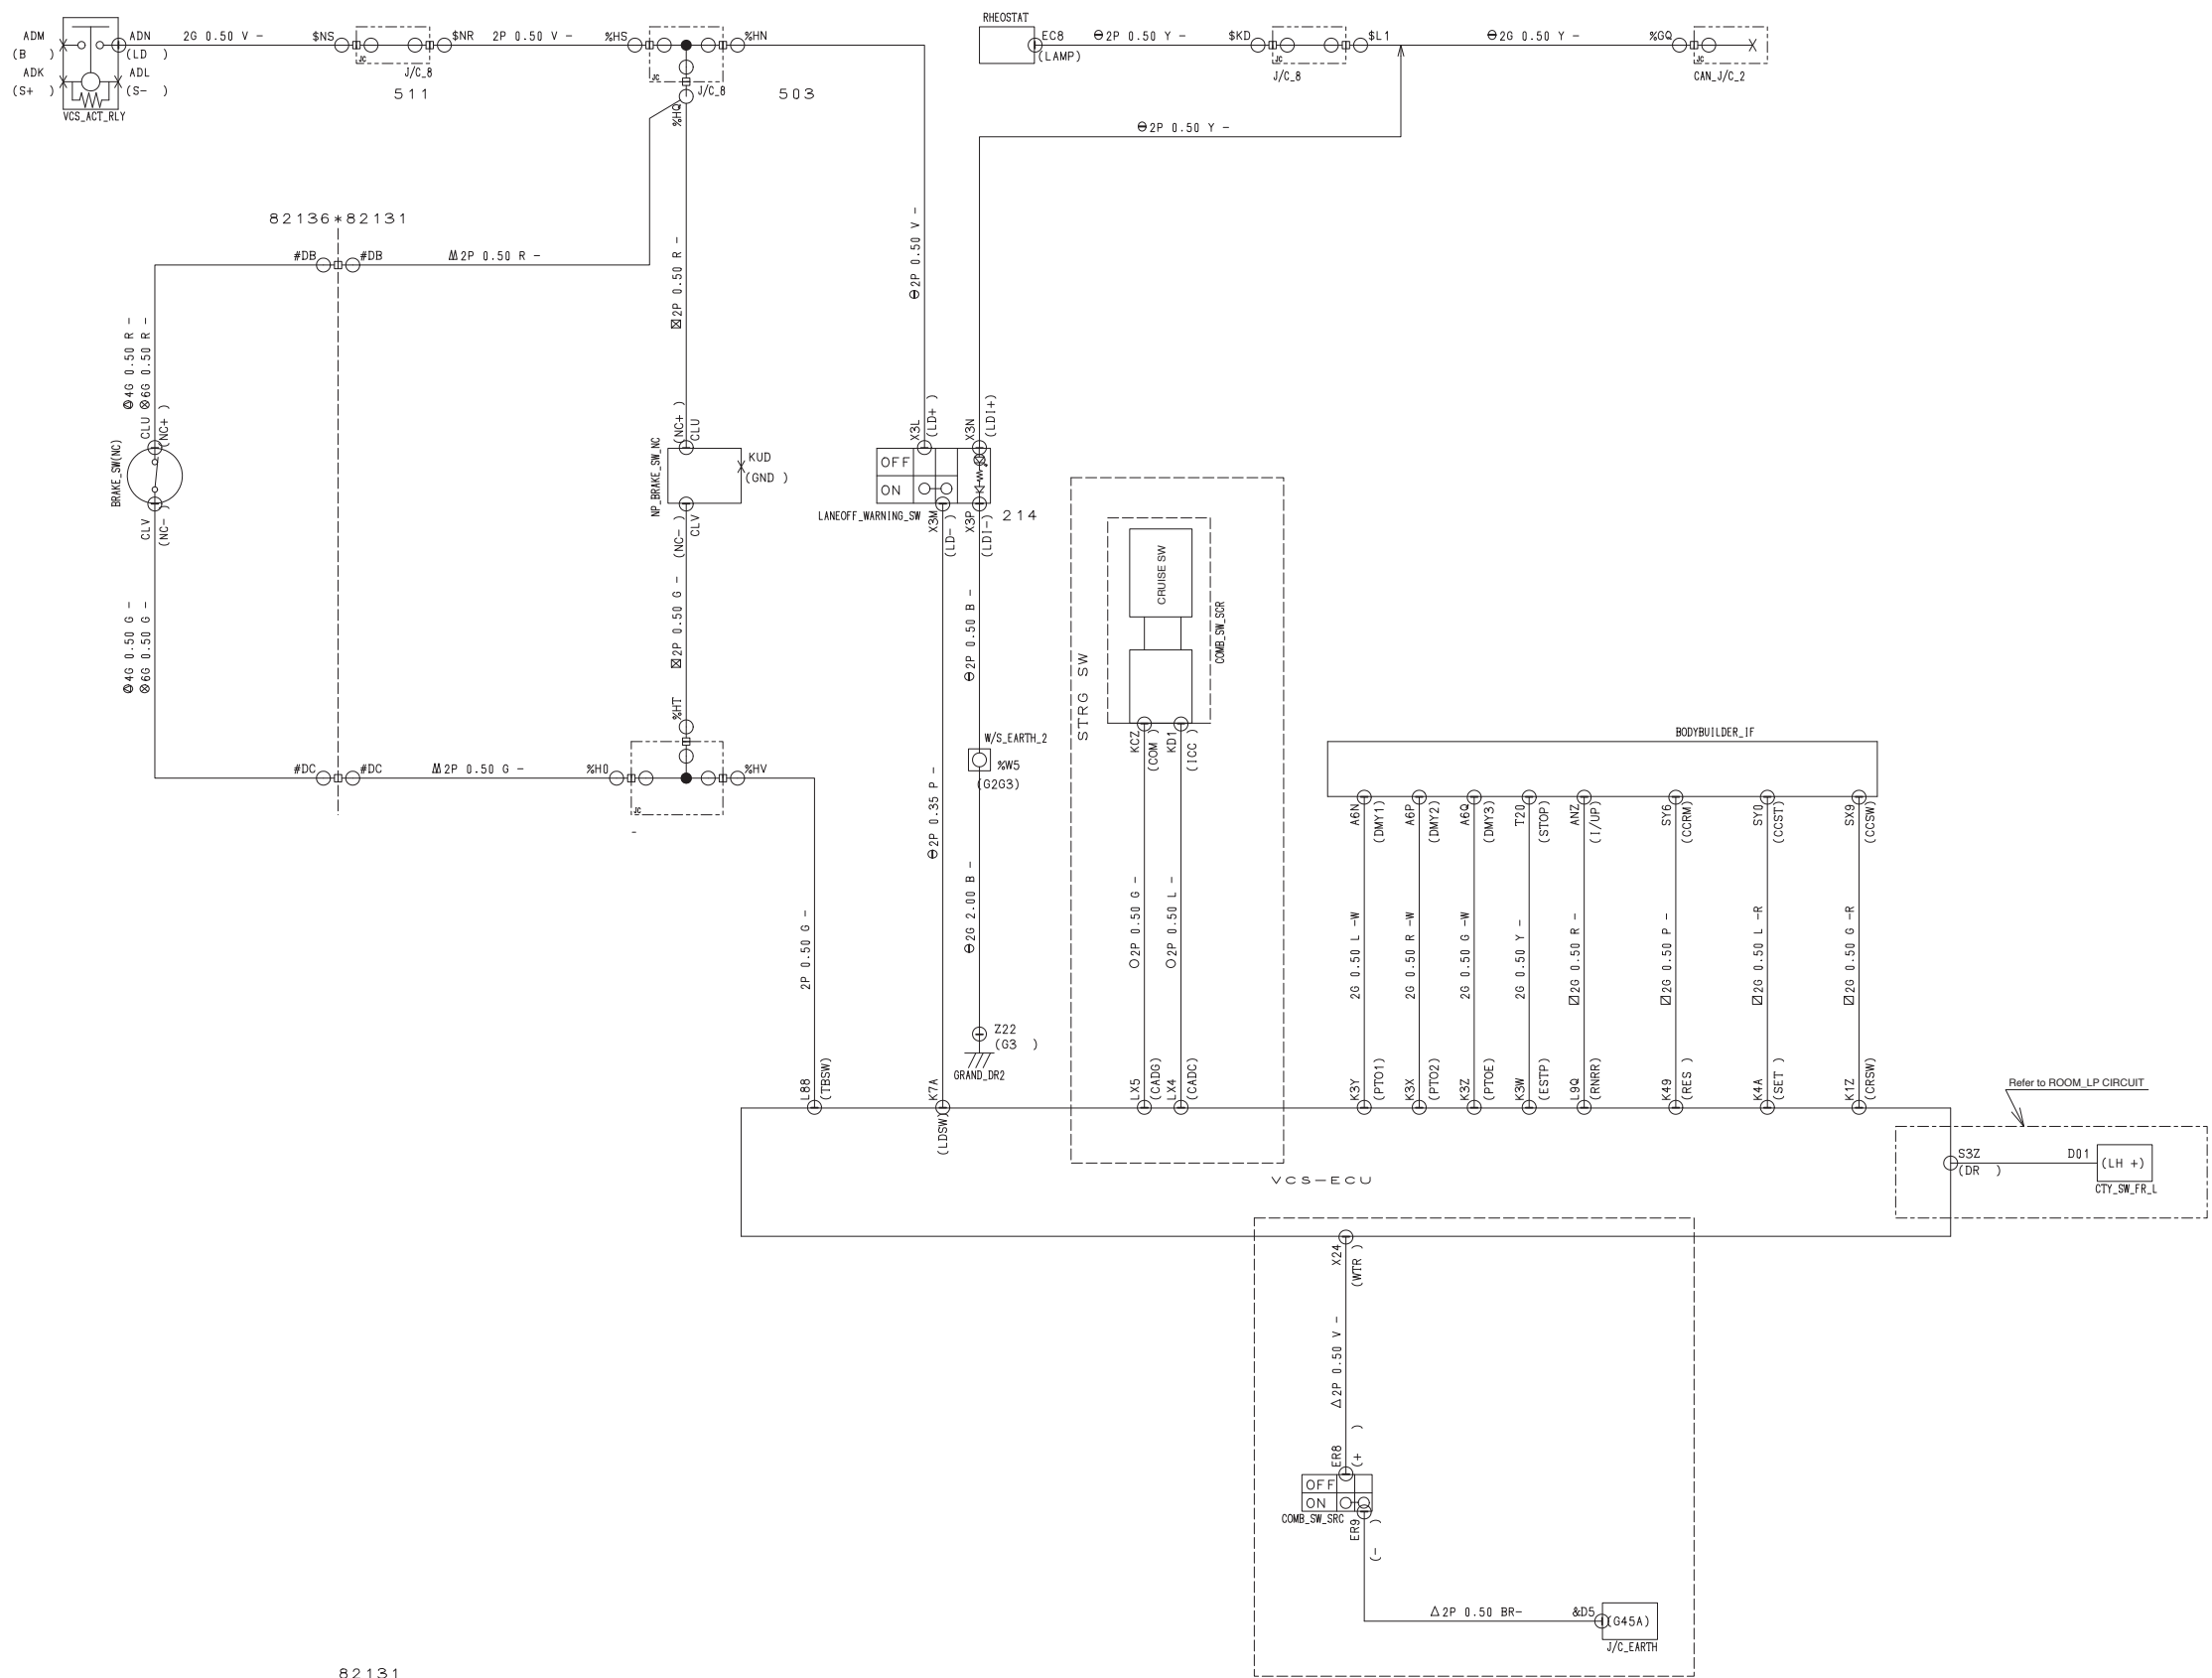 ADM
(B )
ADK
(S+ )
ADN
(LD )
ADL
(S- )
VCS_ACT_RLY
2G 0.50 V -
$NS
JC
J/C_8
$NR
511
2P 0.50 V -
%HS
JC
J/C_8
%HN
503
%HQ
RHEOSTAT
EC8
(LAMP)
⊖2P 0.50 Y -
$KD
JC
J/C_8
$L1
⊖2G 0.50 Y -
%GQ
JC
CAN_J/C_2
⊖2P 0.50 Y -
82136*82131
#DB
#DB
2P 0.50 R -
4G 0.50 R -
⊗6G 0.50 R -
CLU
(NC+ )
BRAKE_SW(NC)
CLV
(NC- )
4G 0.50 G -
⊗6G 0.50 G -
#DC
#DC
2P 0.50 G -
⊠2P 0.50 R -
(NC+ )
CLU
NP_BRAKE_SW_NC
KUD
(GND )
(NC- )
CLV
⊠2P 0.50 G -
%HT
%H0
%HV
JC
-
⊖2P 0.50 V -
X3L
(LD+ )
X3N
(LDI+)
OFF
ON
LANEOFF_WARNING_SW
X3M
(LD- )
X3P
(LDI-)
214
⊖2P 0.50 B -
W/S_EARTH_2
%W5
(G2G3)
⊖2P 0.35 P -
⊖2G 2.00 B -
Z22
(G3 )
GRAND_DR2
2P 0.50 G -
L88
(TBSW)
K7A
(LDSW)
STRG SW
CRUISE SW
COMB_SW_SCR
KCZ
(COM )
KD1
(1CC )
○2P 0.50 G -
○2P 0.50 L -
LX5
(CADG)
LX4
(CADC)
BODYBUILDER_IF
A6N
(DMY1)
A6P
(DMY2)
A6Q
(DMY3)
T20
(STOP)
ANZ
(I/UP)
SY6
(CCRM)
SY0
(CCST)
SX9
(CCSW)
2G 0.50 L -W
2G 0.50 R -W
2G 0.50 G -W
2G 0.50 Y -
2G 0.50 R -
2G 0.50 P -
2G 0.50 L -R
2G 0.50 G -R
K3Y
(PTO1)
K3X
(PTO2)
K3Z
(PTOE)
K3W
(ESTP)
L9Q
(RNRR)
K49
(RES )
K4A
(SET )
K1Z
(CRSW)
Refer to ROOM_LP CIRCUIT
S3Z
(DR )
D01
(LH +)
CTY_SW_FR_L
VCS-ECU
X24
(WTR )
△2P 0.50 V -
ER8
(+ )
OFF
ON
COMB_SW_SRC
ER9
(- )
△2P 0.50 BR-
&D5
(G45A)
J/C_EARTH
82131